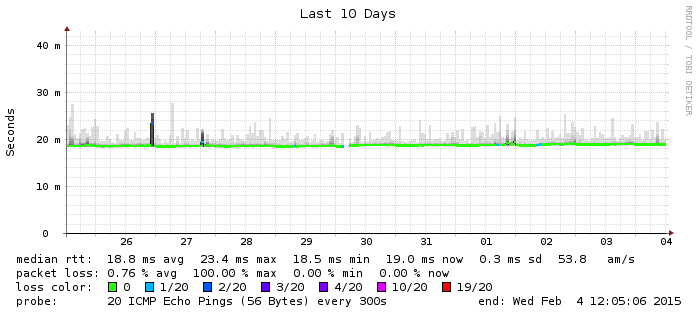 Last 10 Days
RRDTOOL / TOBI OETIKER
Seconds
40 m
30 m
20 m
10 m
0
26 27 28 29 30 31 01 02 03 04
median rtt: 18.8 ms avg 23.4 ms max 18.5 ms min 19.0 ms now 0.3 ms sd 53.8 am/s
packet loss: 0.76 % avg 100.00 % max 0.00 % min 0.00 % now
loss color: 0 1/20 2/20 3/20 4/20 10/20 19/20
probe: 20 ICMP Echo Pings (56 Bytes) every 300s end: Wed Feb 4 12:05:06 2015